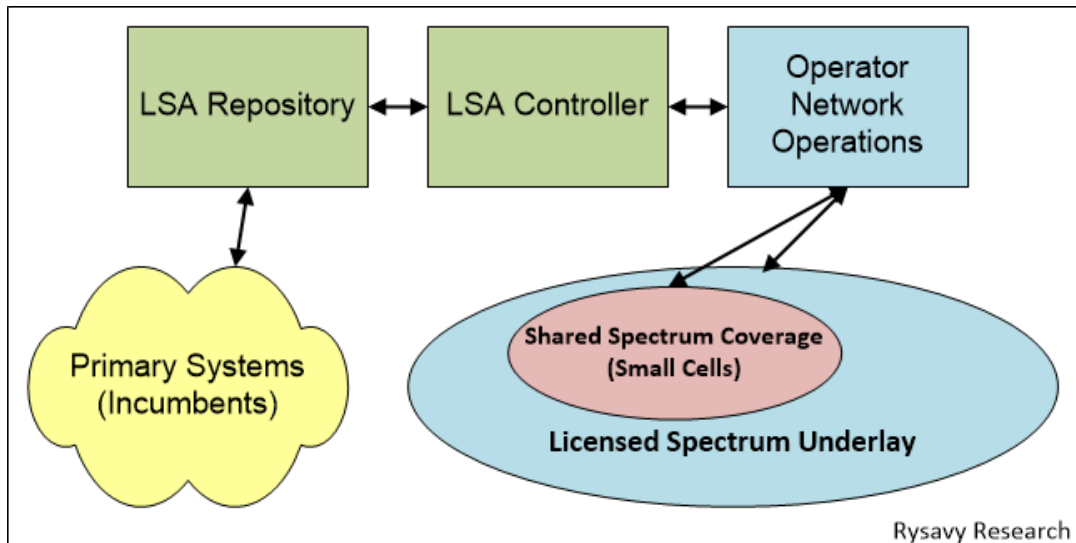 LSA Repository
LSA Controller
Operator
Network
Operations
Primary Systems
(Incumbents)
Shared Spectrum Coverage
(Small Cells)
Licensed Spectrum Underlay
Rysavy Research